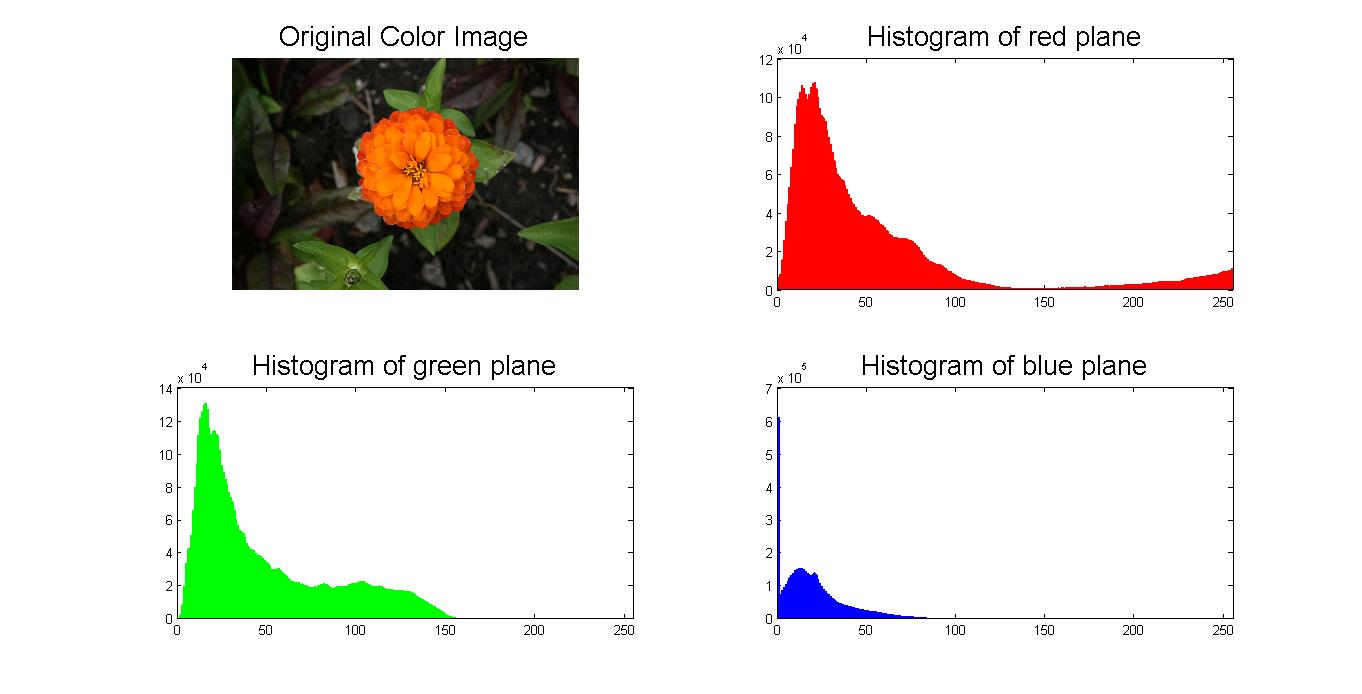 Original Color Image
Histogram of red plane
x 10^4
12
10
8
6
4
2
0
0 50 100 150 200 250
Histogram of green plane
x 10^4
14
12
10
8
6
4
2
0
0 50 100 150 200 250
Histogram of blue plane
x 10^5
7
6
5
4
3
2
1
0
0 50 100 150 200 250